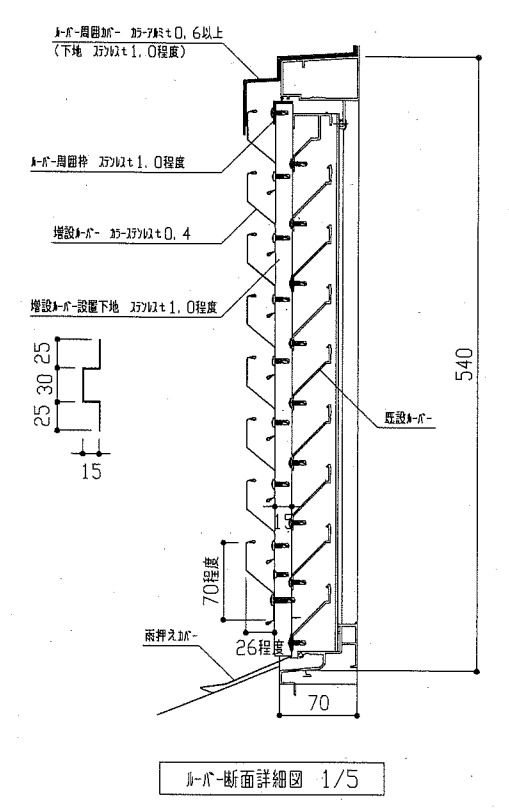 ﾙｰﾊﾞｰ周囲ｶﾊﾞｰ ｶﾗｰｱﾙﾐt0,6以上
(下地 ｽﾃﾝﾚｽt1,0程度)
ﾙｰﾊﾞｰ周囲枠 ｽﾃﾝﾚｽt1,0程度
増設ﾙｰﾊﾞｰ ｶﾗｰｽﾃﾝﾚｽt0,4
増設ﾙｰﾊﾞｰ設置下地 ｽﾃﾝﾚｽt1,0程度
25
30
25
15
540
既設ﾙｰﾊﾞｰ
15
70程度
26程度
雨押えｶﾊﾞｰ
70
ﾙｰﾊﾞｰ断面詳細図 1/5